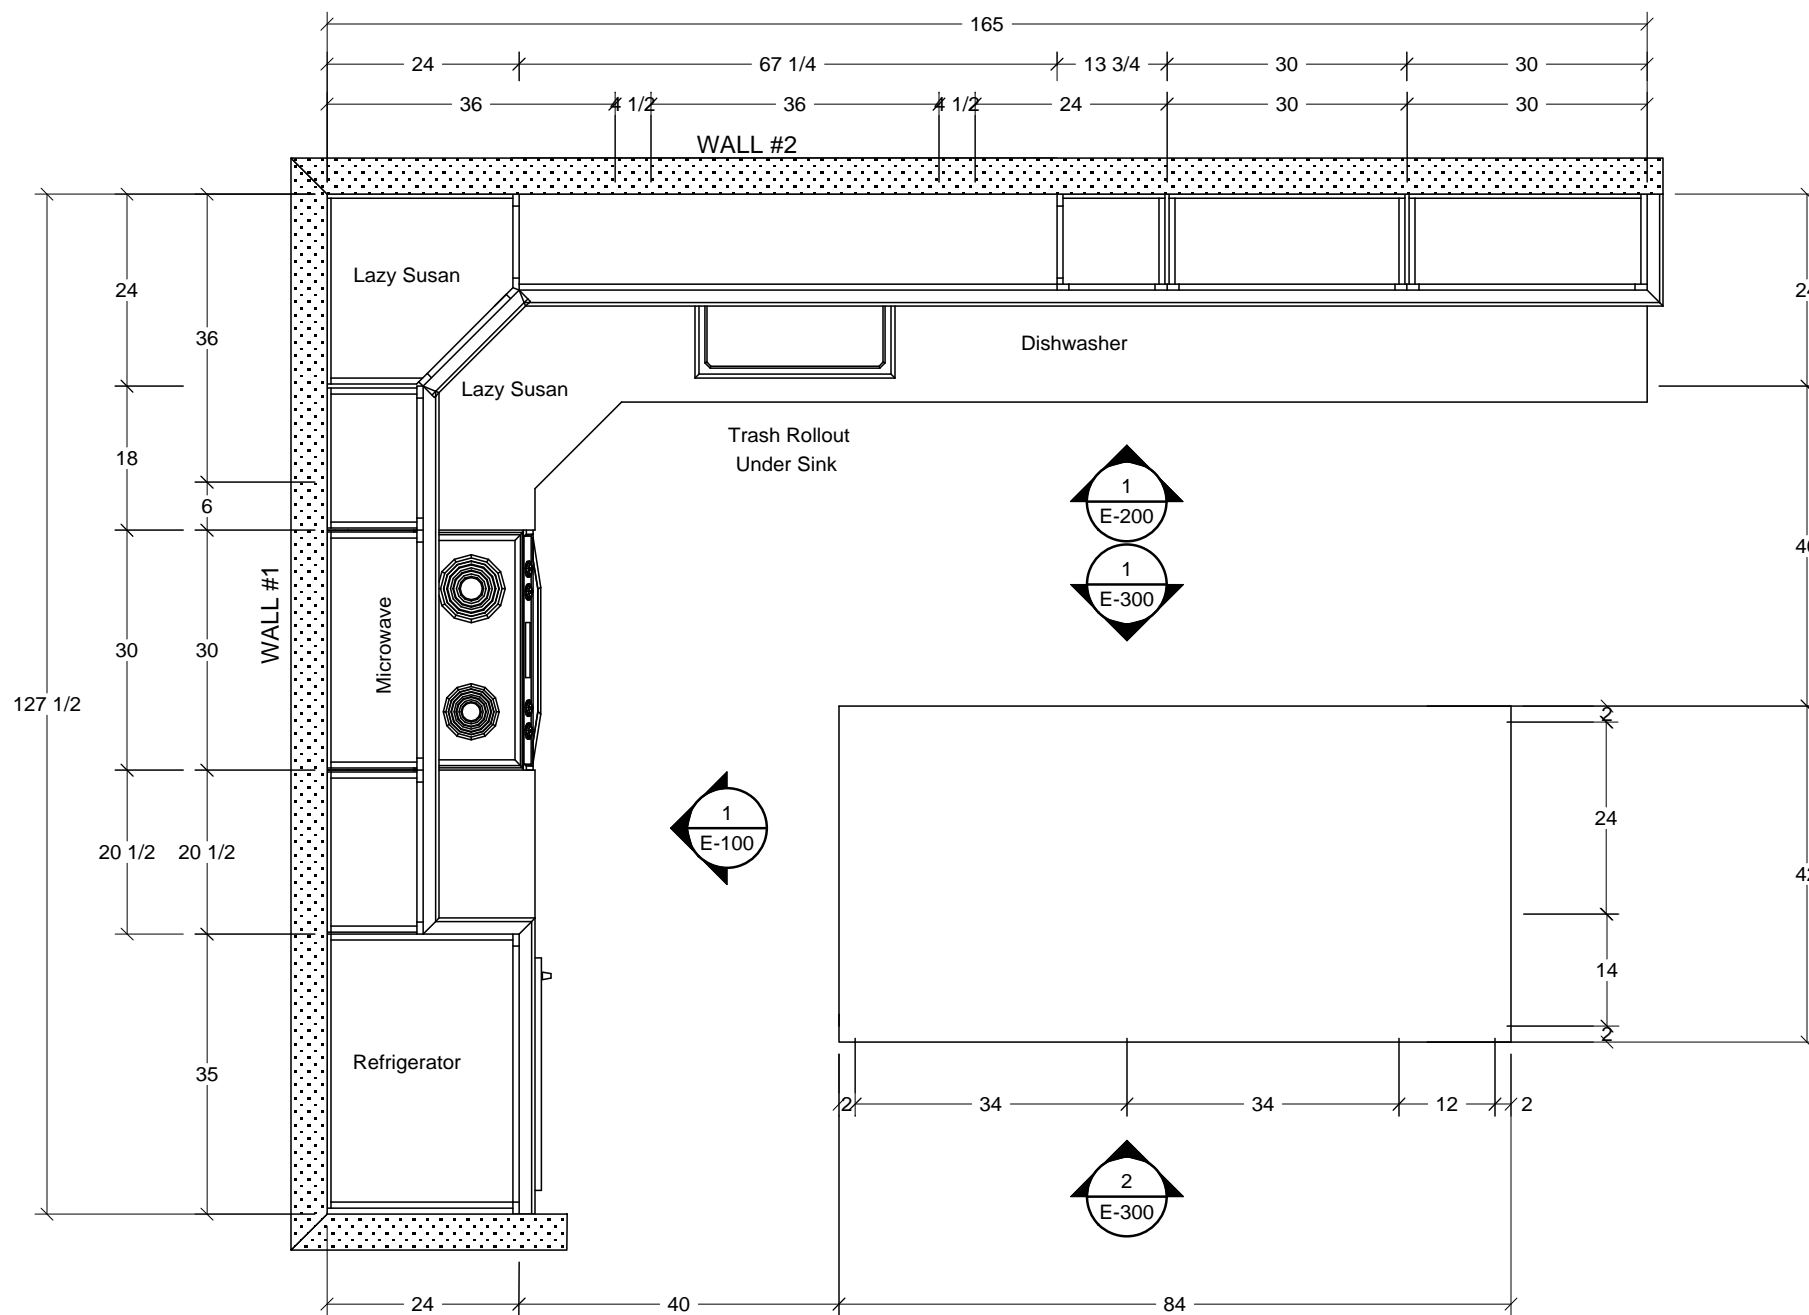 165
24 67 1/4 13 3/4 30 30
36 4 1/2 36 4 1/2 24 30 30
WALL #2
Lazy Susan
24
36
Dishwasher
Lazy Susan
Trash Rollout
Under Sink
18
6
1
E-200
1
E-300
WALL #1
Microwave
30 30
127 1/2
2
24
1
E-100
20 1/2 20 1/2
14
2
Refrigerator
35
2 34 34 12 2
2
E-300
24 40 84